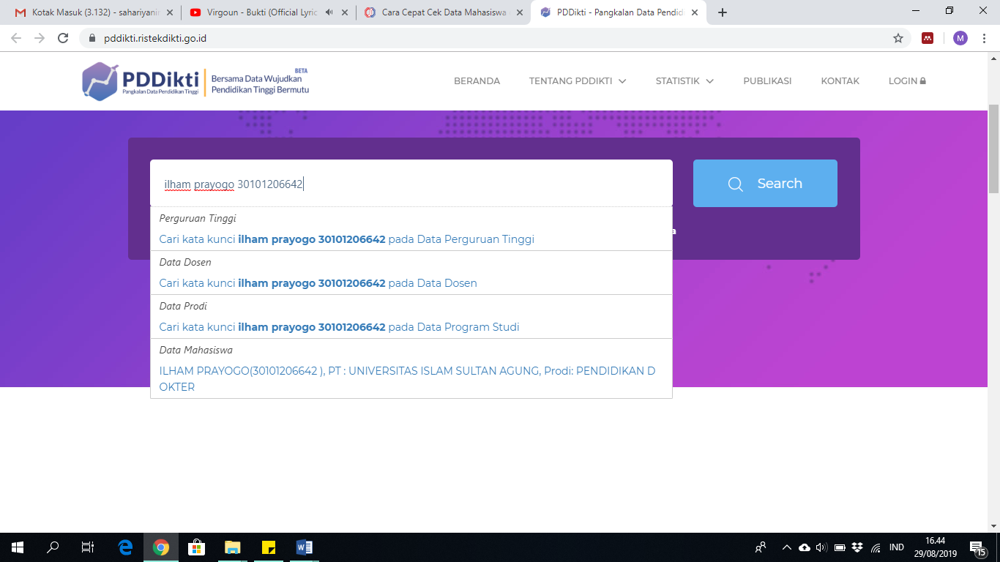 Kotak Masuk (3.132) - sahariyanir
Virgoun - Bukti (Official Lyric
Cara Cepat Cek Data Mahasiswa
PDDikti - Pangkalan Data Pendid
pddikti.ristekdikti.go.id
M
PDDikti
Pangkalan Data Pendidikan Tinggi
BETA
Bersama Data Wujudkan
Pendidikan Tinggi Bermutu
BERANDA
TENTANG PDDIKTI
STATISTIK
PUBLIKASI
KONTAK
LOGIN
ilham prayogo 30101206642
Search
Perguruan Tinggi
Cari kata kunci ilham prayogo 30101206642 pada Data Perguruan Tinggi
Data Dosen
Cari kata kunci ilham prayogo 30101206642 pada Data Dosen
Data Prodi
Cari kata kunci ilham prayogo 30101206642 pada Data Program Studi
Data Mahasiswa
ILHAM PRAYOGO(30101206642 ), PT : UNIVERSITAS ISLAM SULTAN AGUNG, Prodi: PENDIDIKAN D
OKTER
IND
16.44
29/08/2019
15